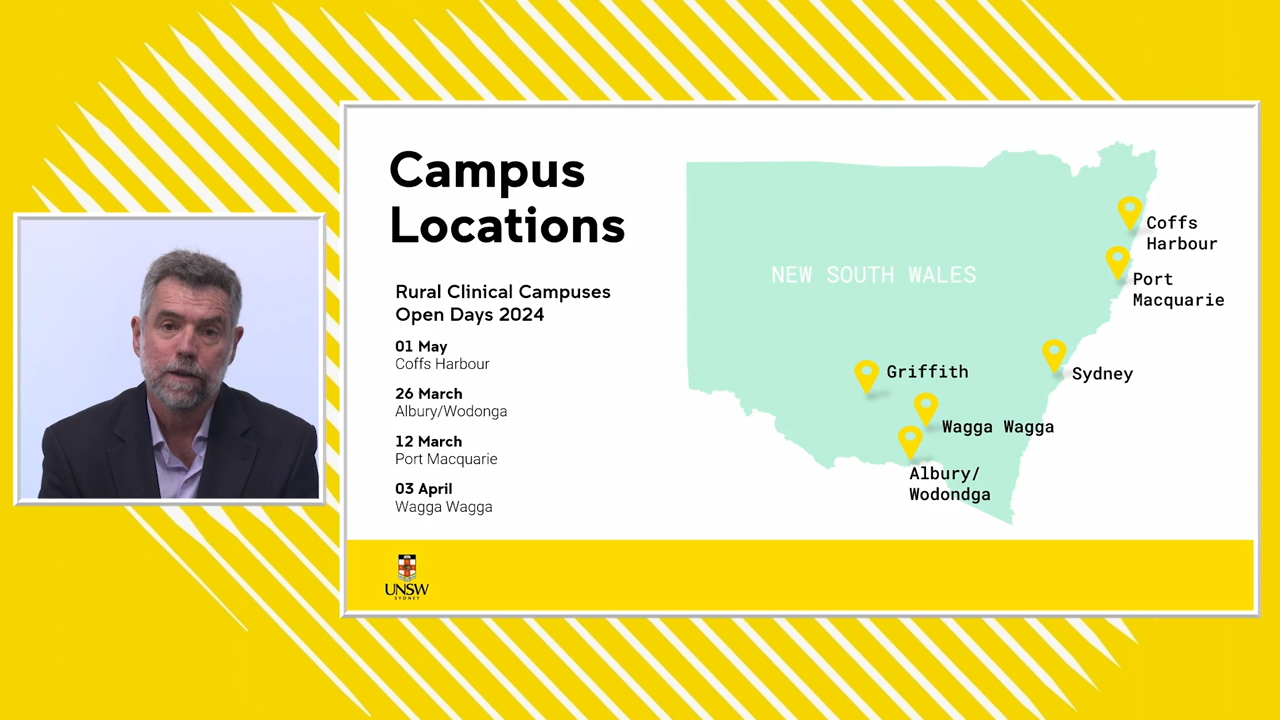 Campus
Locations
Rural Clinical Campuses
Open Days 2024
01 May
Coffs Harbour
26 March
Albury/Wodonga
12 March
Port Macquarie
03 April
Wagga Wagga
NEW SOUTH WALES
Coffs
Harbour
Port
Macquarie
Sydney
Griffith
Wagga Wagga
Albury/
Wodondga
UNSW
SYDNEY